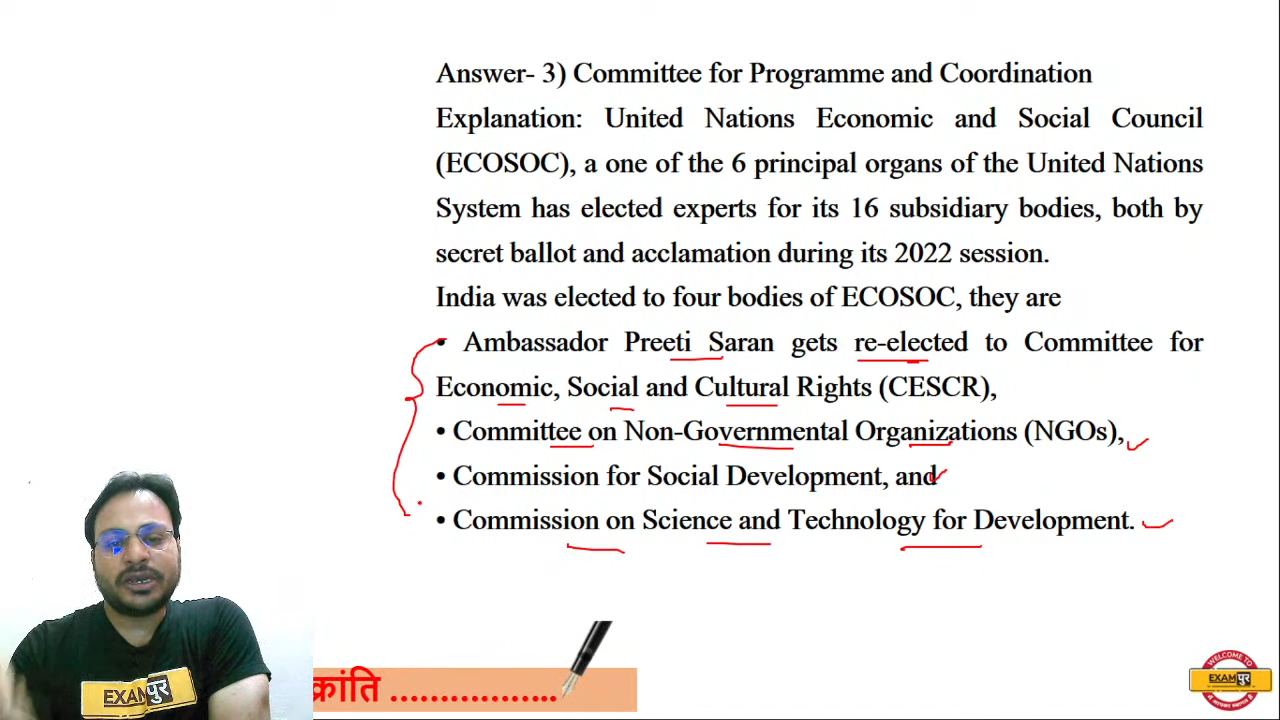 Answer- 3) Committee for Programme and Coordination
Explanation: United Nations Economic and Social Council
(ECOSOC), a one of the 6 principal organs of the United Nations
System has elected experts for its 16 subsidiary bodies, both by
secret ballot and acclamation during its 2022 session.
India was elected to four bodies of ECOSOC, they are
• Ambassador Preeti Saran gets re-elected to Committee for
Economic, Social and Cultural Rights (CESCR),
• Committee on Non-Governmental Organizations (NGOs),
• Commission for Social Development, and
• Commission on Science and Technology for Development.
EXAMपुर
क्रांति ..................
WELCOME TO
EXAMपुर